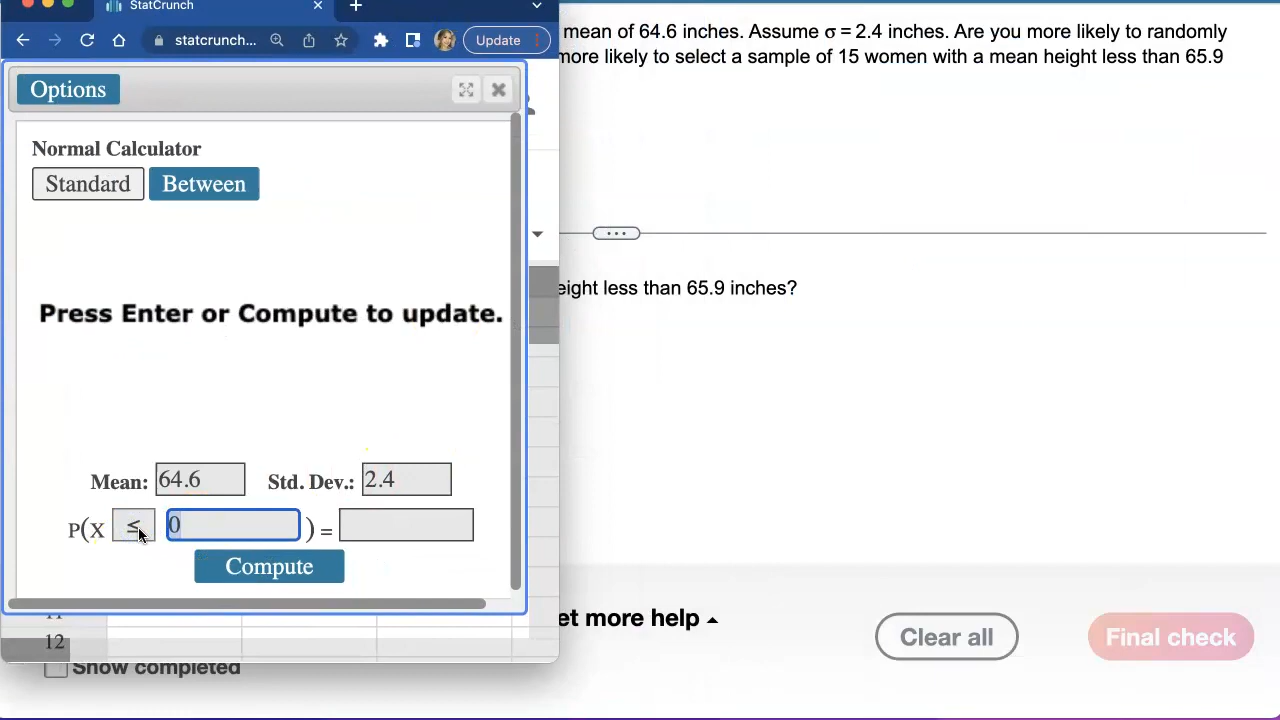 StatCrunch
statcrunch...
Update
mean of 64.6 inches. Assume σ = 2.4 inches. Are you more likely to randomly
more likely to select a sample of 15 women with a mean height less than 65.9
Options
Normal Calculator
Standard Between
Press Enter or Compute to update.
eight less than 65.9 inches?
Mean: 64.6 Std. Dev.: 2.4
P(X ≤ 0 ) =
Compute
12
Show completed
et more help
Clear all
Final check